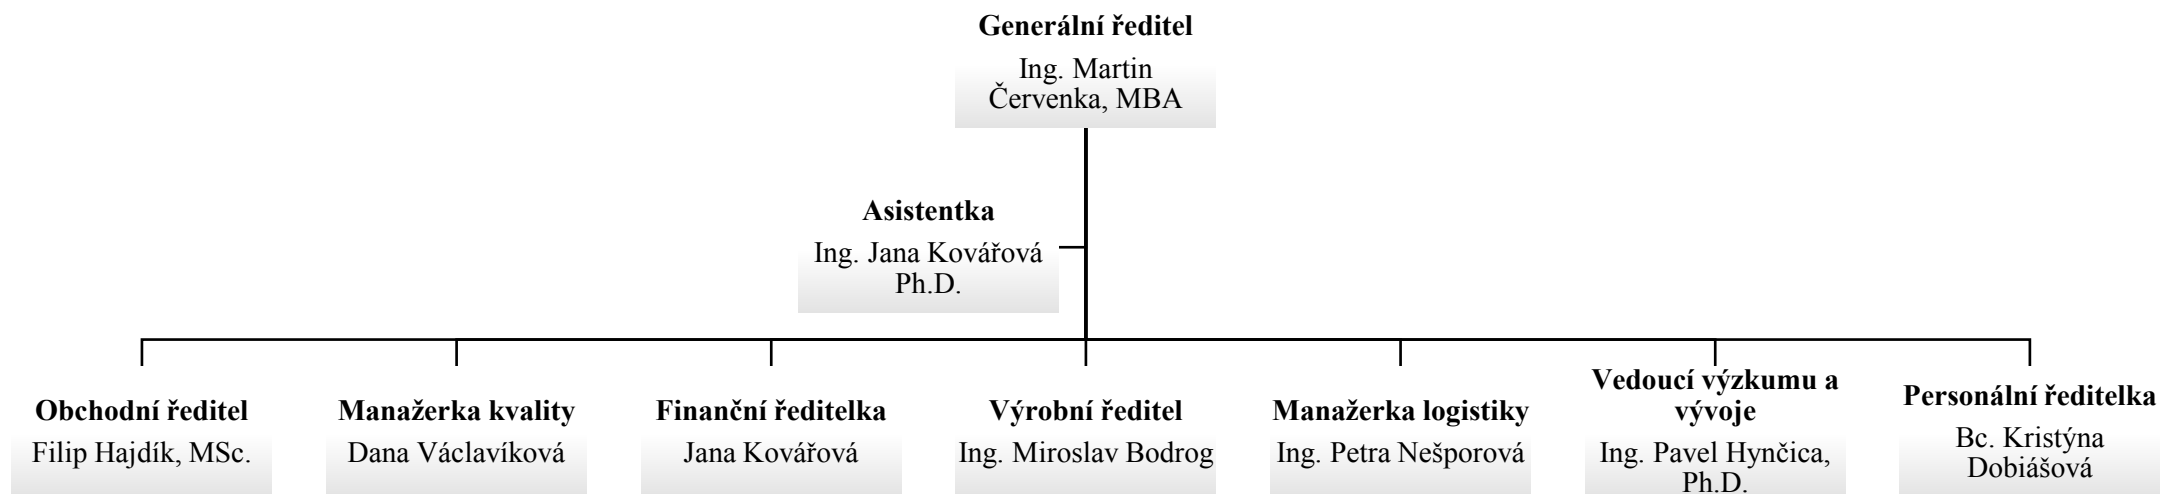 Generální ředitel
Ing. Martin
Červenka, MBA
Asistentka
Ing. Jana Kovářová
Ph.D.
Obchodní ředitel
Filip Hajdík, MSc.
Manažerka kvality
Dana Václavíková
Finanční ředitelka
Jana Kovářová
Výrobní ředitel
Ing. Miroslav Bodrog
Manažerka logistiky
Ing. Petra Nešporová
Vedoucí výzkumu a
vývoje
Ing. Pavel Hynčica,
Ph.D.
Personální ředitelka
Bc. Kristýna
Dobiášová